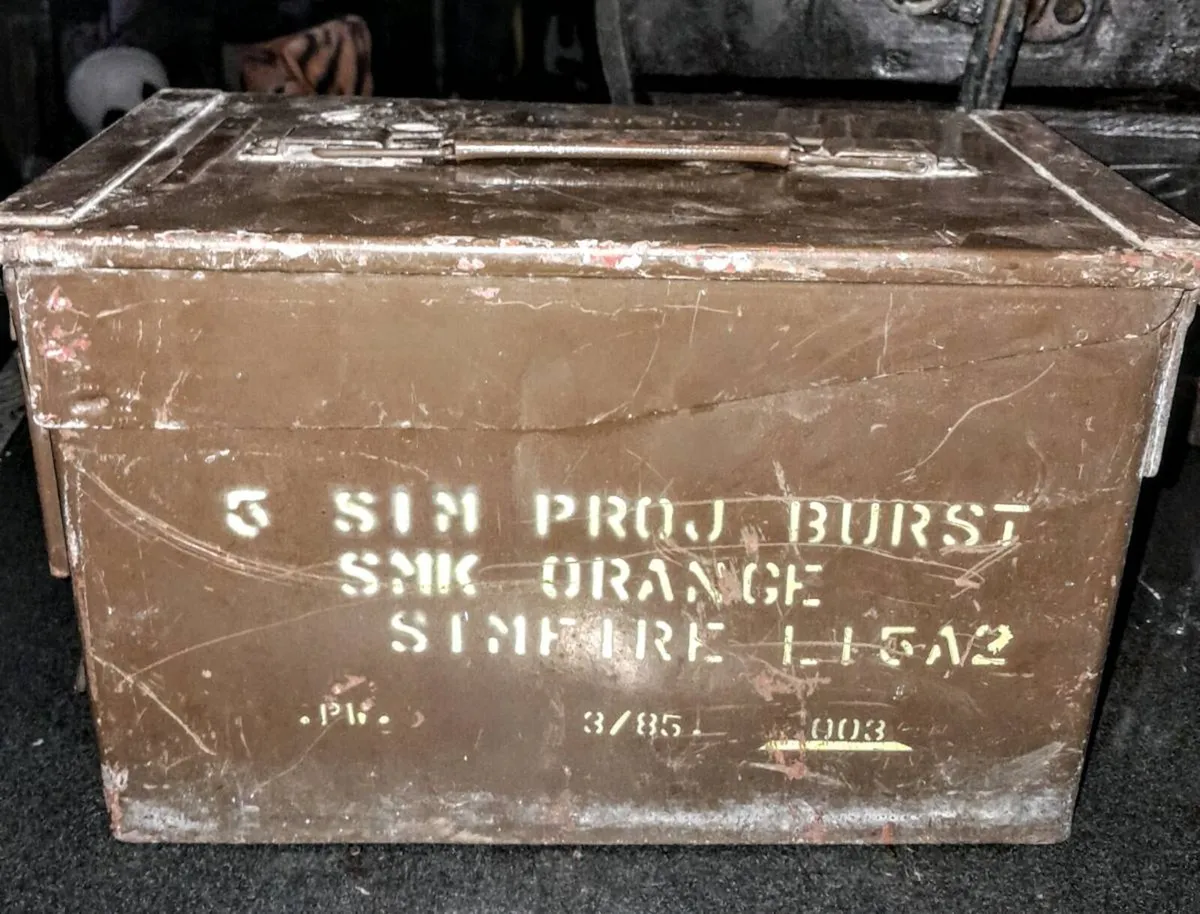 5 SIM PROJ BURST
SMK ORANGE
SIMFIRE L15A2
.PW. 3/85 003